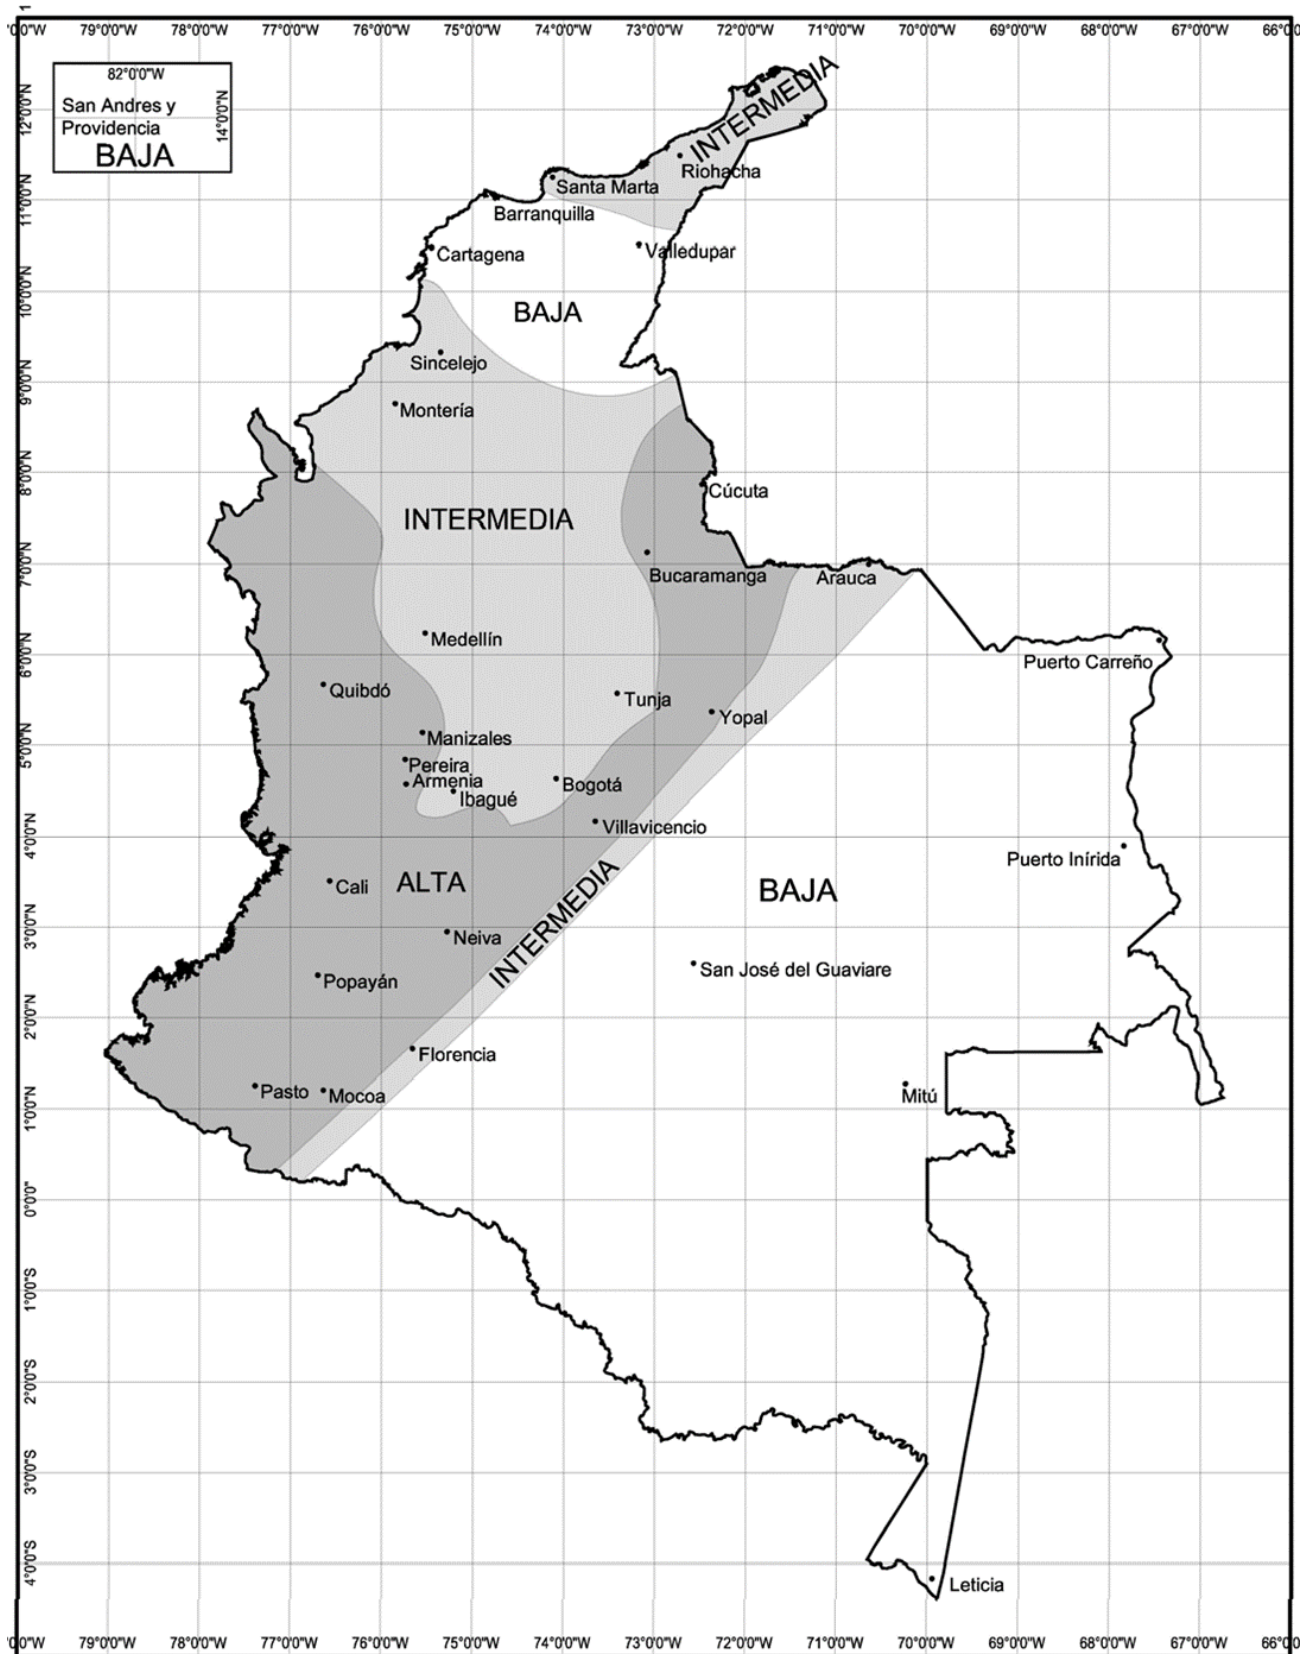 1
'0'0"W 79°0'0"W 78°0'0"W 77°0'0"W 76°0'0"W 75°0'0"W 74°0'0"W 73°0'0"W 72°0'0"W 71°0'0"W 70°0'0"W 69°0'0"W 68°0'0"W 67°0'0"W 66°0'
82°0'0"W
San Andres y
Providencia
14°0'0"N
BAJA
12°0'0"N
INTERMEDIA
Riohacha
Santa Marta
11°0'0"N
Barranquilla
Cartagena
Valledupar
10°0'0"N
BAJA
Sincelejo
9°0'0"N
Montería
8°0'0"N
Cúcuta
INTERMEDIA
7°0'0"N
Bucaramanga
Arauca
Medellín
6°0'0"N
Puerto Carreño
Quibdó
Tunja
Yopal
5°0'0"N
Manizales
Pereira
Armenia
Ibagué
Bogotá
Villavicencio
4°0'0"N
Puerto Inírida
Cali
ALTA
INTERMEDIA
BAJA
3°0'0"N
Neiva
San José del Guaviare
Popayán
2°0'0"N
Florencia
Pasto
Mocoa
Mitú
1°0'0"N
0°0'0"
1°0'0"S
2°0'0"S
3°0'0"S
4°0'0"S
Leticia
'0'0"W 79°0'0"W 78°0'0"W 77°0'0"W 76°0'0"W 75°0'0"W 74°0'0"W 73°0'0"W 72°0'0"W 71°0'0"W 70°0'0"W 69°0'0"W 68°0'0"W 67°0'0"W 66°0'